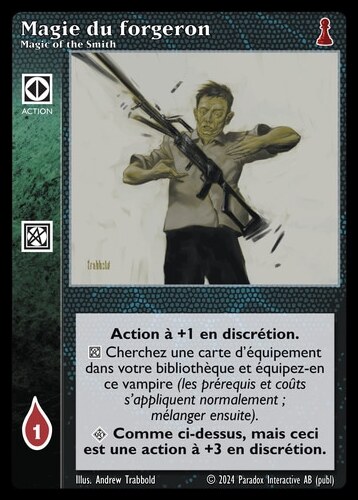 Magie du forgeron
Magic of the Smith
ACTION
Trabbold
Action à +1 en discrétion.
Cherchez une carte d'équipement
dans votre bibliothèque et équipez-en
ce vampire (les prérequis et coûts
s'appliquent normalement ;
mélanger ensuite).
Comme ci-dessus, mais ceci
est une action à +3 en discrétion.
1
Illus. Andrew Trabbold
© 2024 Paradox Interactive AB (publ)